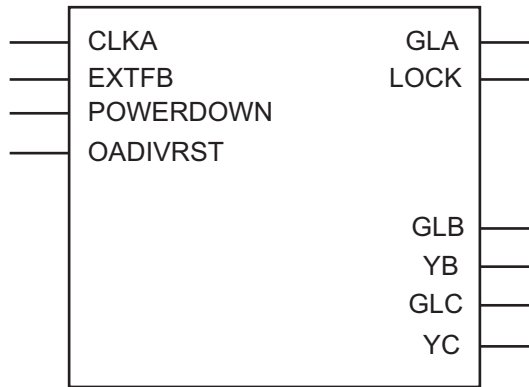 CLKA GLA
EXTFB LOCK
POWERDOWN
OADIVRST
GLB
YB
GLC
YC